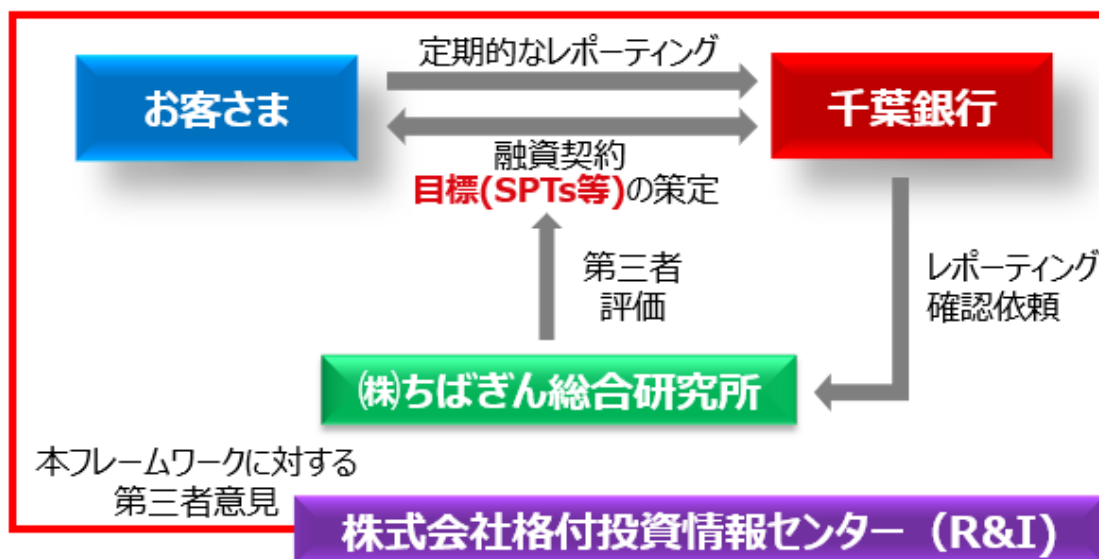 定期的なレポーティング
お客さま
千葉銀行
融資契約
目標(SPTs等)の策定
第三者
評価
レポーティング
確認依頼
㈱ちばぎん総合研究所
本フレームワークに対する
第三者意見
株式会社格付投資情報センター（R&I）